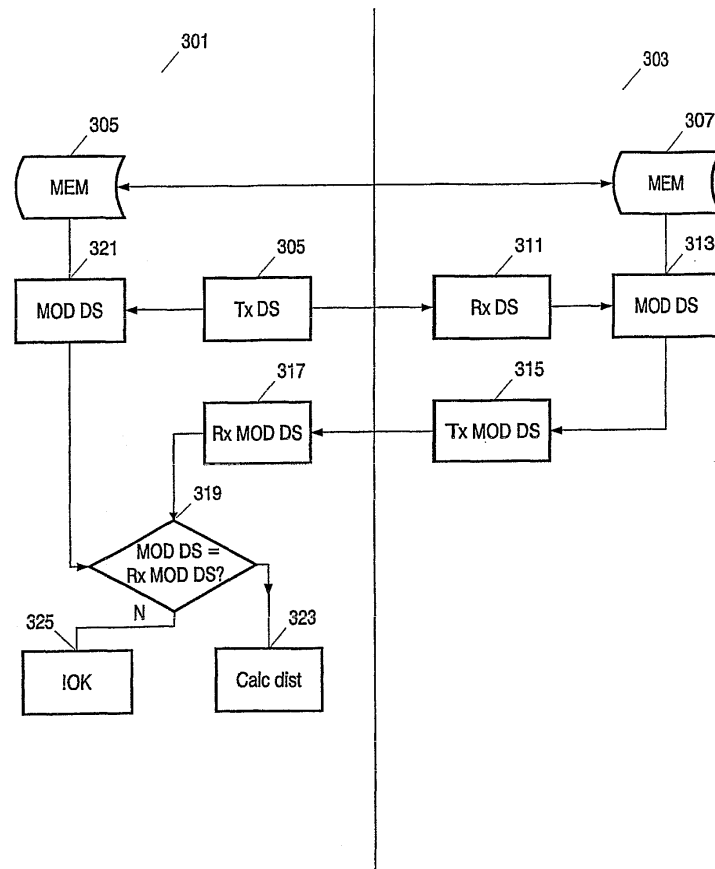 301
303
305
307
MEM
MEM
321
305
311
313
MOD DS
Tx DS
Rx DS
MOD DS
317
315
Rx MOD DS
Tx MOD DS
319
MOD DS =
Rx MOD DS?
N
325
323
!OK
Calc dist